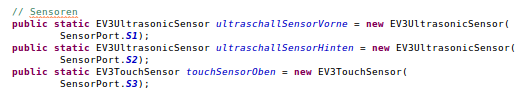 // Sensoren
public static EV3UltrasonicSensor ultraschallSensorVorne = new EV3UltrasonicSensor(
SensorPort.S1);
public static EV3UltrasonicSensor ultraschallSensorHinten = new EV3UltrasonicSensor(
SensorPort.S2);
public static EV3TouchSensor touchSensorOben = new EV3TouchSensor(
SensorPort.S3);